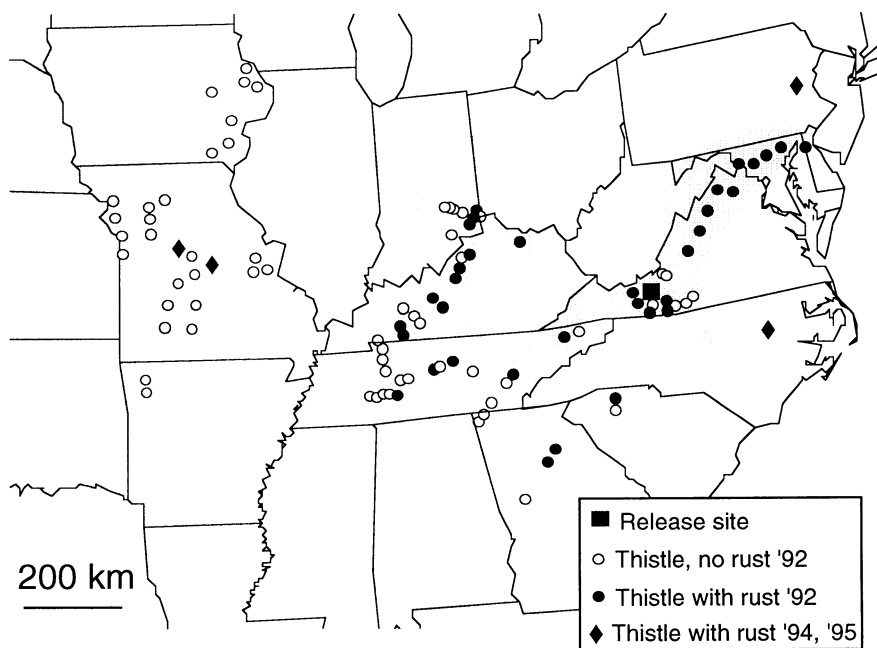 200 km
Release site
Thistle, no rust '92
Thistle with rust '92
Thistle with rust '94, '95